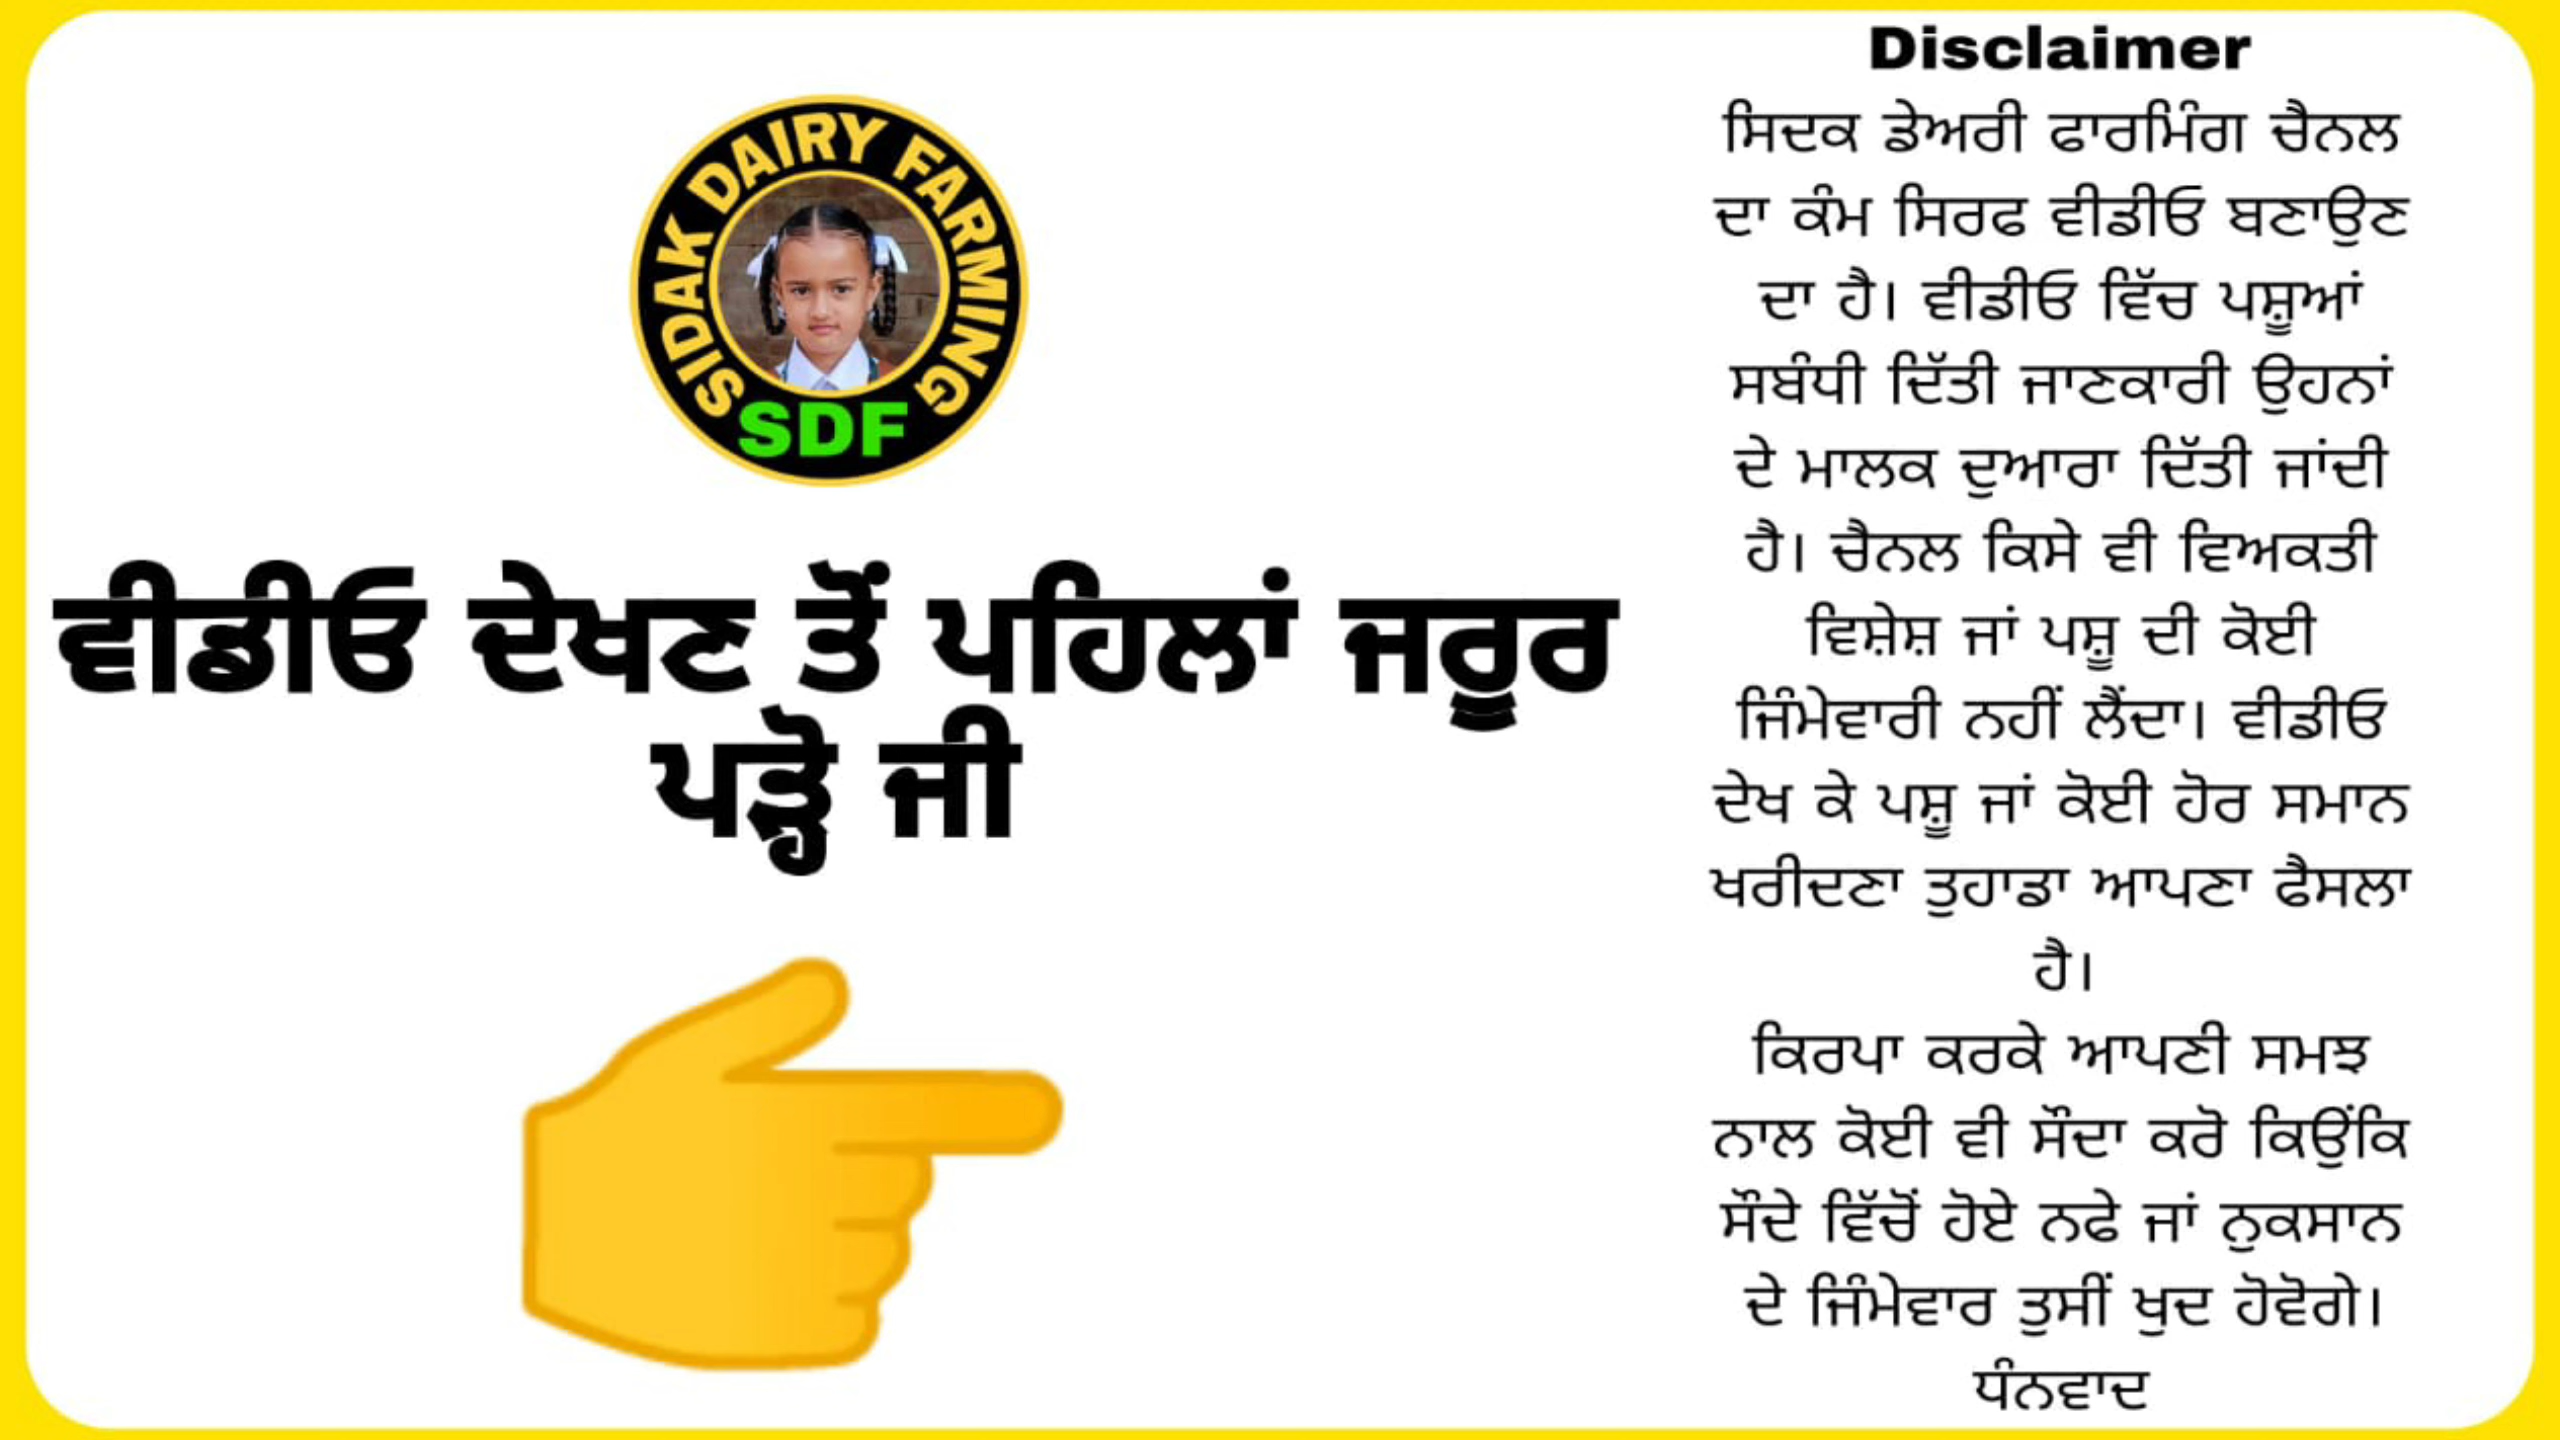 SIDAK DAIRY FARMING
SDF
ਵੀਡੀਓ ਦੇਖਣ ਤੋਂ ਪਹਿਲਾਂ ਜਰੂਰ
ਪੜ੍ਹੋ ਜੀ
Disclaimer
ਸਿਦਕ ਡੇਅਰੀ ਫਾਰਮਿੰਗ ਚੈਨਲ
ਦਾ ਕੰਮ ਸਿਰਫ ਵੀਡੀਓ ਬਣਾਉਣ
ਦਾ ਹੈ। ਵੀਡੀਓ ਵਿੱਚ ਪਸ਼ੂਆਂ
ਸਬੰਧੀ ਦਿੱਤੀ ਜਾਣਕਾਰੀ ਉਹਨਾਂ
ਦੇ ਮਾਲਕ ਦੁਆਰਾ ਦਿੱਤੀ ਜਾਂਦੀ
ਹੈ। ਚੈਨਲ ਕਿਸੇ ਵੀ ਵਿਅਕਤੀ
ਵਿਸ਼ੇਸ਼ ਜਾਂ ਪਸ਼ੂ ਦੀ ਕੋਈ
ਜਿੰਮੇਵਾਰੀ ਨਹੀਂ ਲੈਂਦਾ। ਵੀਡੀਓ
ਦੇਖ ਕੇ ਪਸ਼ੂ ਜਾਂ ਕੋਈ ਹੋਰ ਸਮਾਨ
ਖਰੀਦਣਾ ਤੁਹਾਡਾ ਆਪਣਾ ਫੈਸਲਾ
ਹੈ।
ਕਿਰਪਾ ਕਰਕੇ ਆਪਣੀ ਸਮਝ
ਨਾਲ ਕੋਈ ਵੀ ਸੌਦਾ ਕਰੋ ਕਿਉਂਕਿ
ਸੌਦੇ ਵਿੱਚੋਂ ਹੋਏ ਨਫੇ ਜਾਂ ਨੁਕਸਾਨ
ਦੇ ਜਿੰਮੇਵਾਰ ਤੁਸੀਂ ਖੁਦ ਹੋਵੋਗੇ।
ਧੰਨਵਾਦ